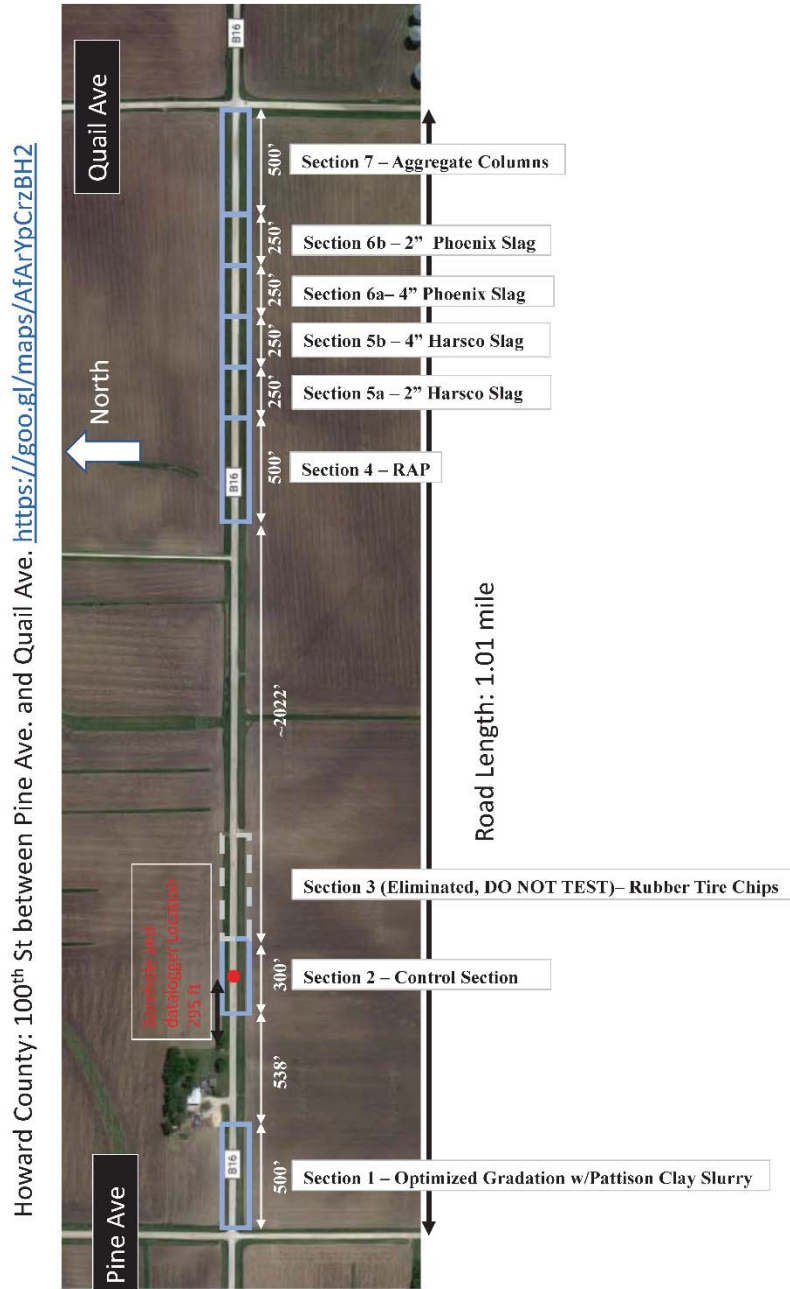 Howard County: 100th St between Pine Ave. and Quail Ave. https://goo.gl/maps/AfArYpCrzBH2
Pine Ave
Quail Ave
North
Borehole and
datalogger Location
295 ft
B16
B16
B16
500'
538'
300'
~2022'
500'
250'
250'
250'
250'
500'
Section 1 – Optimized Gradation w/Pattison Clay Slurry
Section 2 – Control Section
Section 3 (Eliminated, DO NOT TEST)– Rubber Tire Chips
Section 4 – RAP
Section 5a – 2” Harsco Slag
Section 5b – 4” Harsco Slag
Section 6a– 4” Phoenix Slag
Section 6b – 2” Phoenix Slag
Section 7 – Aggregate Columns
Road Length: 1.01 mile